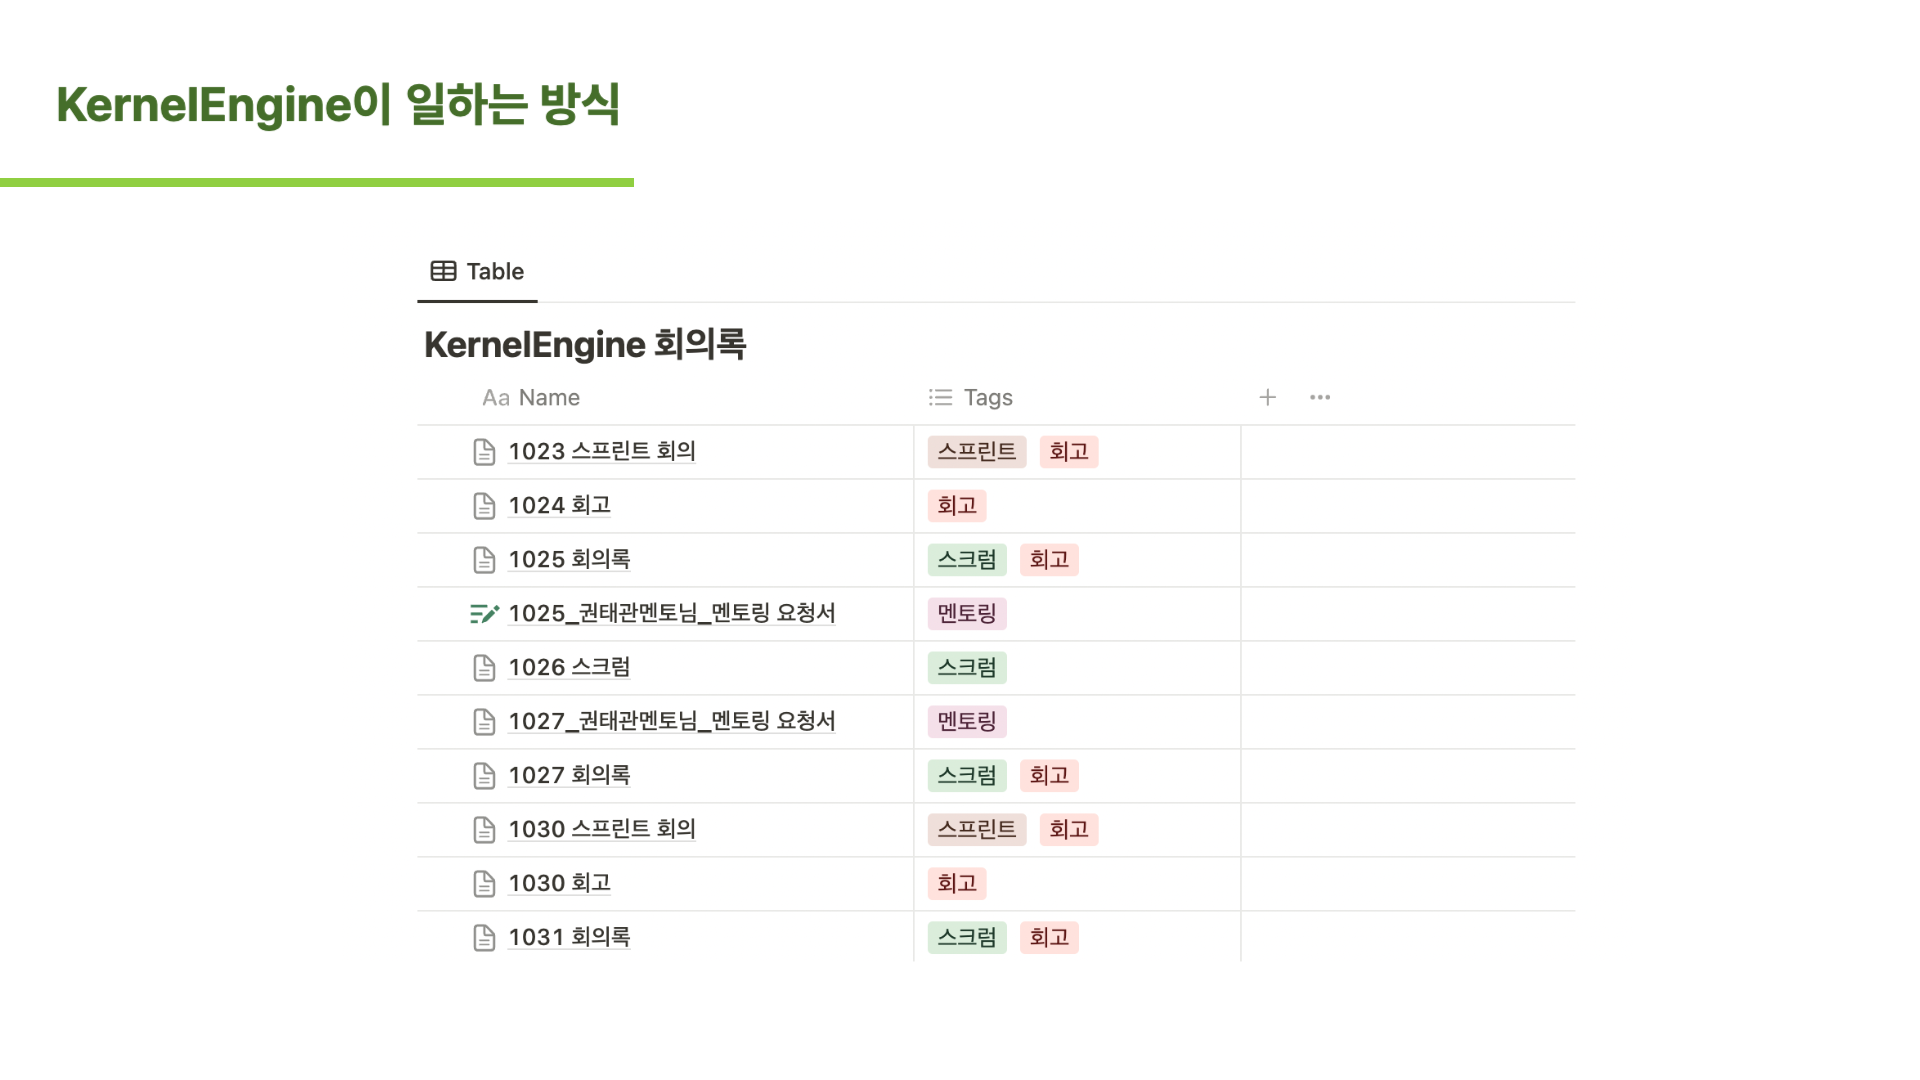 KernelEngine이 일하는 방식
Table
KernelEngine 회의록
Aa Name Tags + •••
1023 스프린트 회의 스프린트 회고
1024 회고 회고
1025 회의록 스크럼 회고
1025_권태관멘토님_멘토링 요청서 멘토링
1026 스크럼 스크럼
1027_권태관멘토님_멘토링 요청서 멘토링
1027 회의록 스크럼 회고
1030 스프린트 회의 스프린트 회고
1030 회고 회고
1031 회의록 스크럼 회고